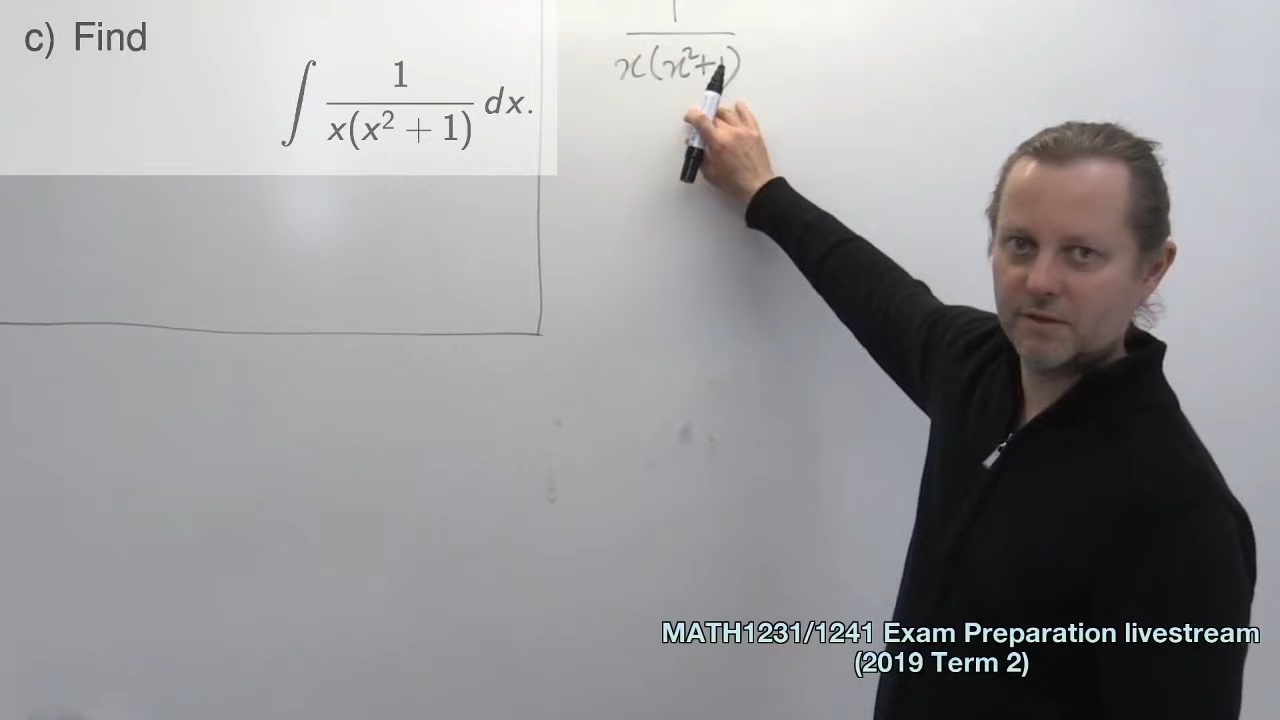 c) Find
∫ 1/(x(x² + 1)) dx.
1/(x(x²+1))
MATH1231/1241 Exam Preparation livestream
(2019 Term 2)